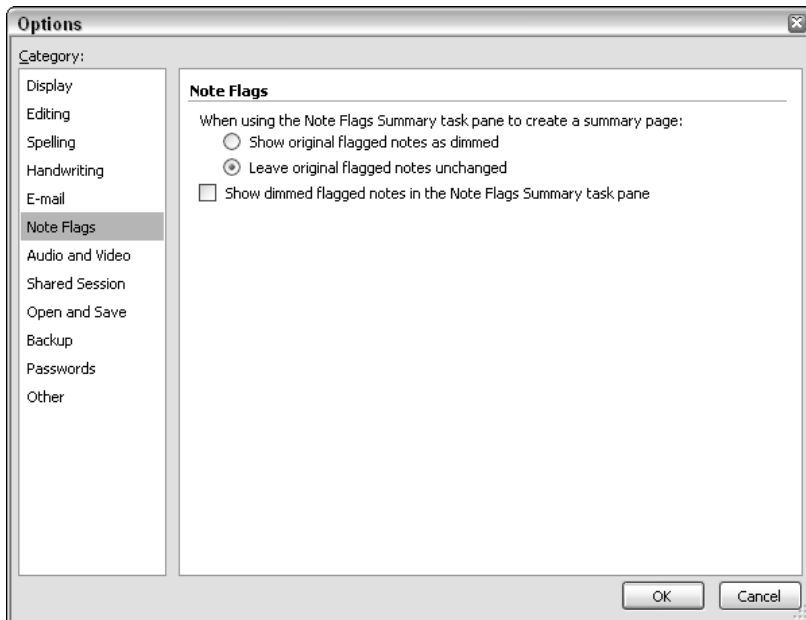 Options
Category:
Display
Editing
Spelling
Handwriting
E-mail
Note Flags
Audio and Video
Shared Session
Open and Save
Backup
Passwords
Other
Note Flags
When using the Note Flags Summary task pane to create a summary page:
Show original flagged notes as dimmed
Leave original flagged notes unchanged
Show dimmed flagged notes in the Note Flags Summary task pane
OK
Cancel